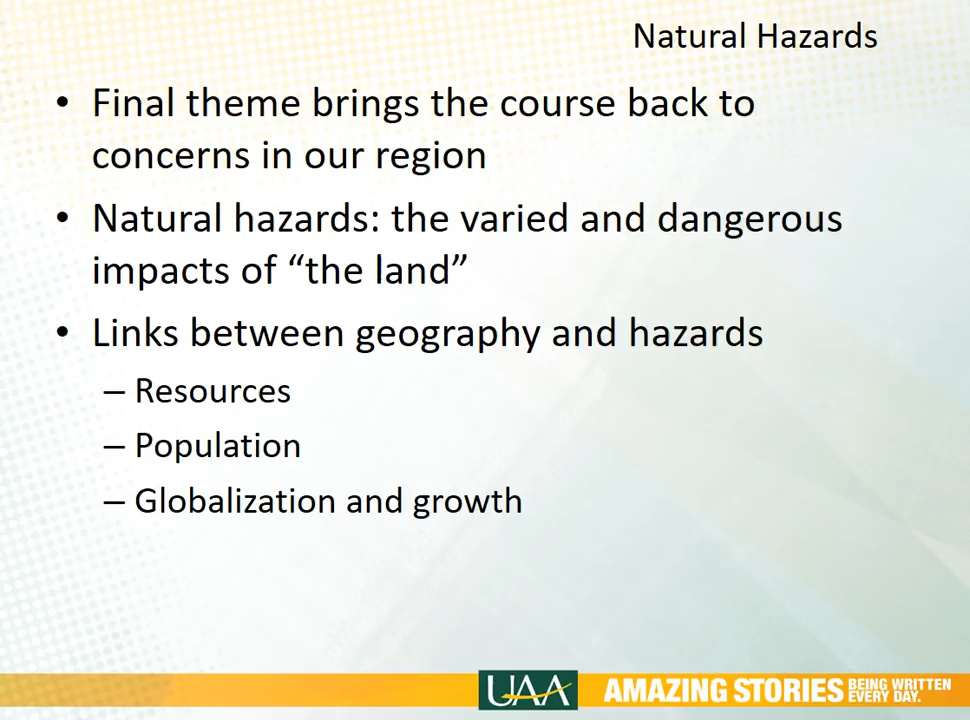 Natural Hazards
• Final theme brings the course back to
concerns in our region
• Natural hazards: the varied and dangerous
impacts of “the land”
• Links between geography and hazards
– Resources
– Population
– Globalization and growth
UAA AMAZING STORIES BEING WRITTEN
EVERY DAY.